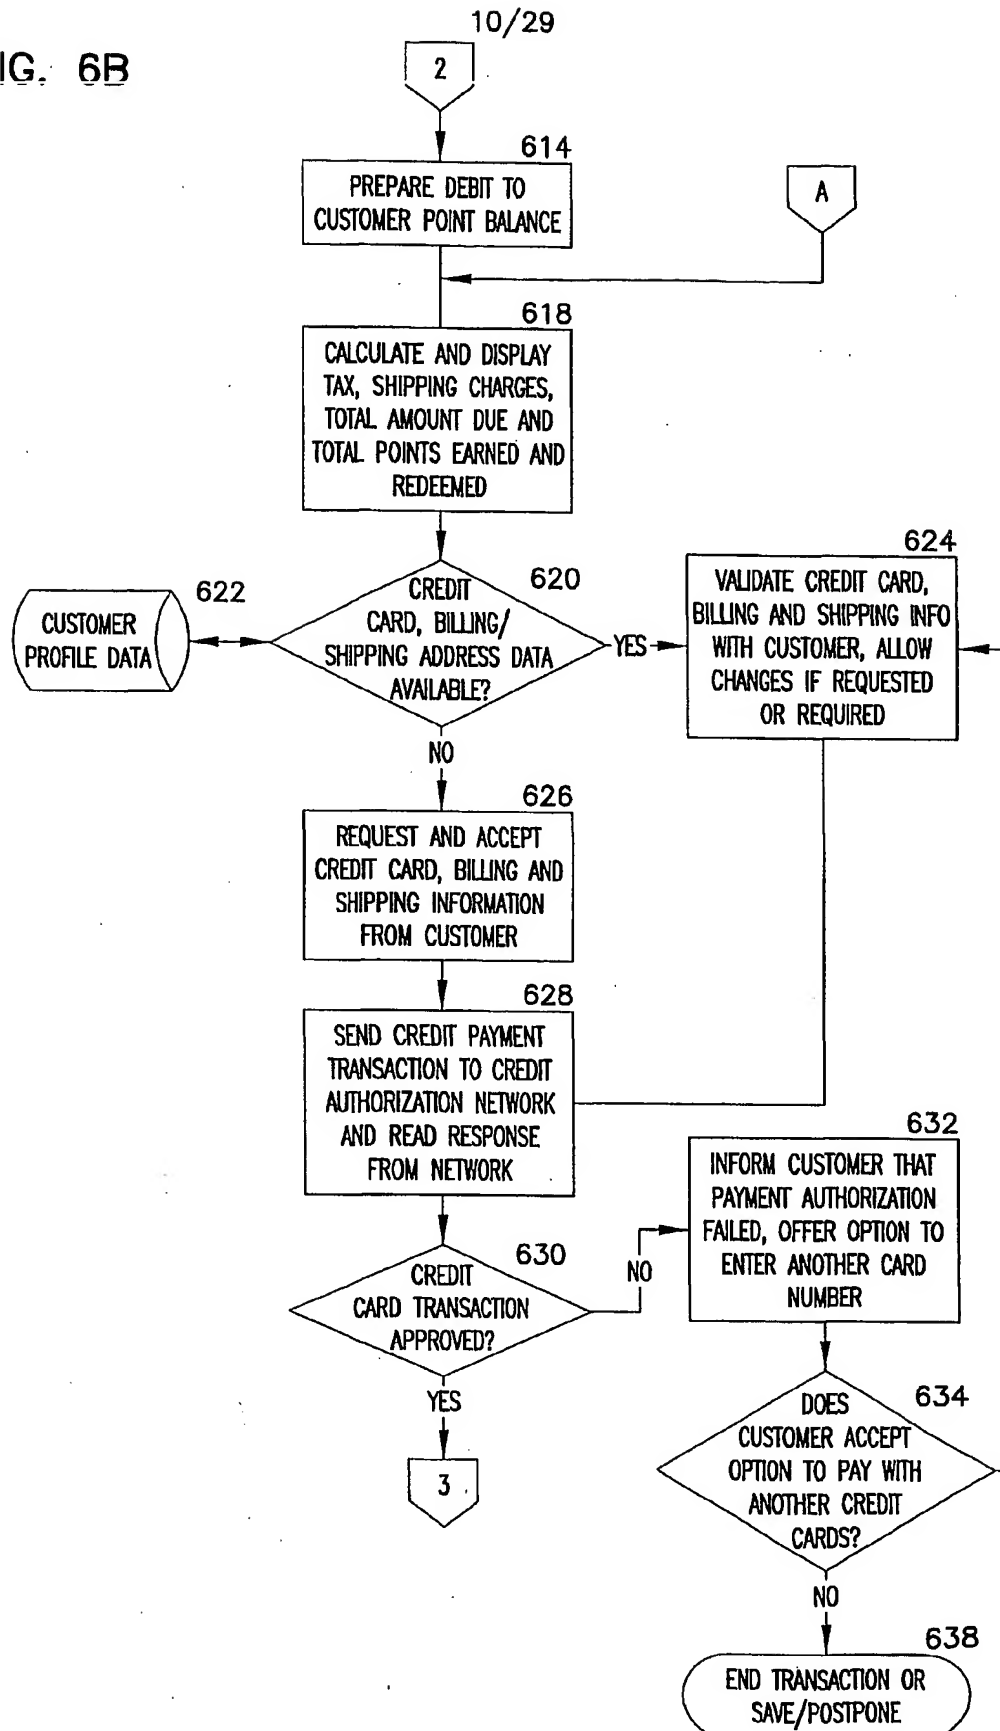 10/29
IG. 6B
2
614
PREPARE DEBIT TO
CUSTOMER POINT BALANCE
A
618
CALCULATE AND DISPLAY
TAX, SHIPPING CHARGES,
TOTAL AMOUNT DUE AND
TOTAL POINTS EARNED AND
REDEEMED
620
CREDIT
CARD, BILLING/
SHIPPING ADDRESS DATA
AVAILABLE?
622
CUSTOMER
PROFILE DATA
YES
624
VALIDATE CREDIT CARD,
BILLING AND SHIPPING INFO
WITH CUSTOMER, ALLOW
CHANGES IF REQUESTED
OR REQUIRED
NO
626
REQUEST AND ACCEPT
CREDIT CARD, BILLING AND
SHIPPING INFORMATION
FROM CUSTOMER
628
SEND CREDIT PAYMENT
TRANSACTION TO CREDIT
AUTHORIZATION NETWORK
AND READ RESPONSE
FROM NETWORK
630
CREDIT
CARD TRANSACTION
APPROVED?
NO
632
INFORM CUSTOMER THAT
PAYMENT AUTHORIZATION
FAILED, OFFER OPTION TO
ENTER ANOTHER CARD
NUMBER
YES
3
634
DOES
CUSTOMER ACCEPT
OPTION TO PAY WITH
ANOTHER CREDIT
CARDS?
NO
638
END TRANSACTION OR
SAVE/POSTPONE